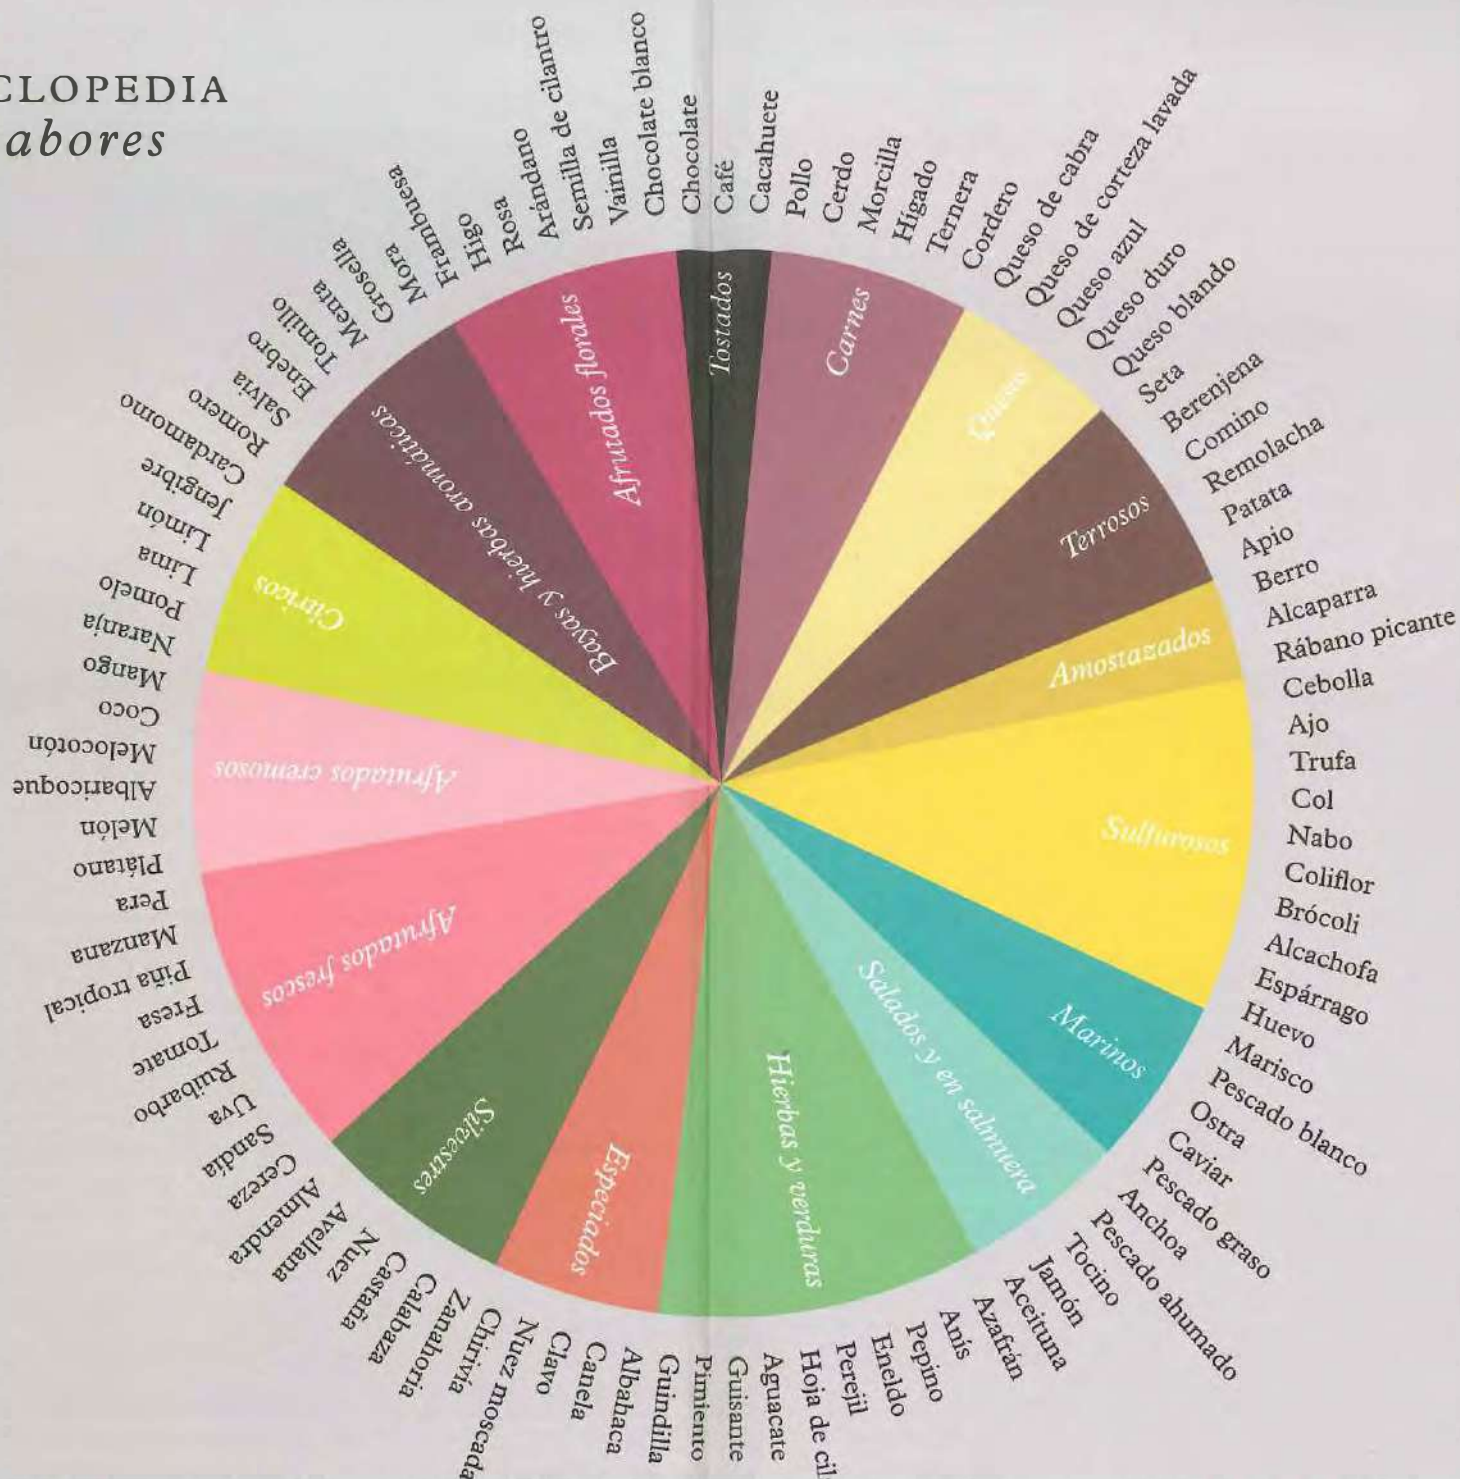 CLOPEDIA
abores
Chocolate
Café
Cacahuete
Pollo
Cerdo
Morcilla
Hígado
Ternera
Cordero
Queso de cabra
Queso de corteza lavada
Queso azul
Queso duro
Queso blando
Seta
Berenjena
Comino
Remolacha
Patata
Apio
Berro
Alcaparra
Rábano picante
Cebolla
Ajo
Trufa
Col
Nabo
Coliflor
Brócoli
Alcachofa
Espárrago
Huevo
Marisco
Pescado blanco
Ostra
Caviar
Pescado graso
Anchoa
Pescado ahumado
Tocino
Jamón
Aceituna
Azafrán
Anís
Pepino
Eneldo
Perejil
Hoja de cil
Aguacate
Guisante
Pimiento
Guindilla
Albahaca
Canela
Clavo
Nuez moscada
Chirivía
Zanahoria
Calabaza
Castaña
Nuez
Avellana
Almendra
Cereza
Sandía
Uva
Ruibarbo
Tomate
Fresa
Piña tropical
Manzana
Pera
Plátano
Melón
Albaricoque
Melocotón
Coco
Mango
Naranja
Pomelo
Lima
Limón
Jengibre
Cardamomo
Romero
Salvia
Enebro
Tomillo
Menta
Grosella
Mora
Frambuesa
Higo
Rosa
Arándano
Semilla de cilantro
Vainilla
Chocolate blanco
Tostados
Carnes
Queso
Terrosos
Amostazados
Sulfurosos
Marinos
Salados y en salmuera
Hierbas y verduras
Especiados
Silvestres
Afrutados frescos
Afrutados cremosos
Cítricos
Bayas y hierbas aromáticas
Afrutados florales